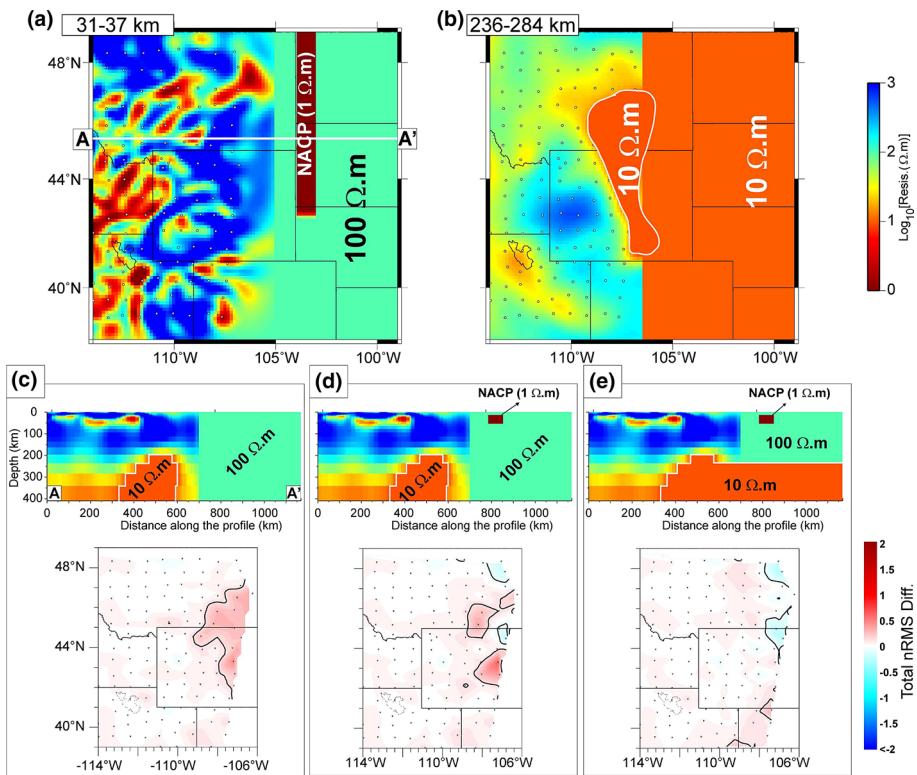 (a) 31-37 km
48°N
44°N
40°N
110°W 105°W 100°W
A A'
NACP (1 Ω.m)
100 Ω.m
(b) 236-284 km
110°W 105°W 100°W
10 Ω.m
10 Ω.m
3
2
1
0
Log10[Resis.(Ω.m)]
(c)
Depth(km)
0
100
200
300
400
A A'
10 Ω.m
100 Ω.m
0 200 400 600 800 1000
Distance along the profile (km)
48°N
44°N
40°N
-114°W -110°W -106°W
(d)
NACP (1 Ω.m)
10 Ω.m
100 Ω.m
0 200 400 600 800 1000
Distance along the profile (km)
114°W 110°W 106°W
(e)
NACP (1 Ω.m)
100 Ω.m
10 Ω.m
0 200 400 600 800 1000
Distance along the profile (km)
114°W 110°W 106°W
2
2
1.5
1
0.5
0
-0.5
-1
-1.5
<-2
Total nRMS Diff.